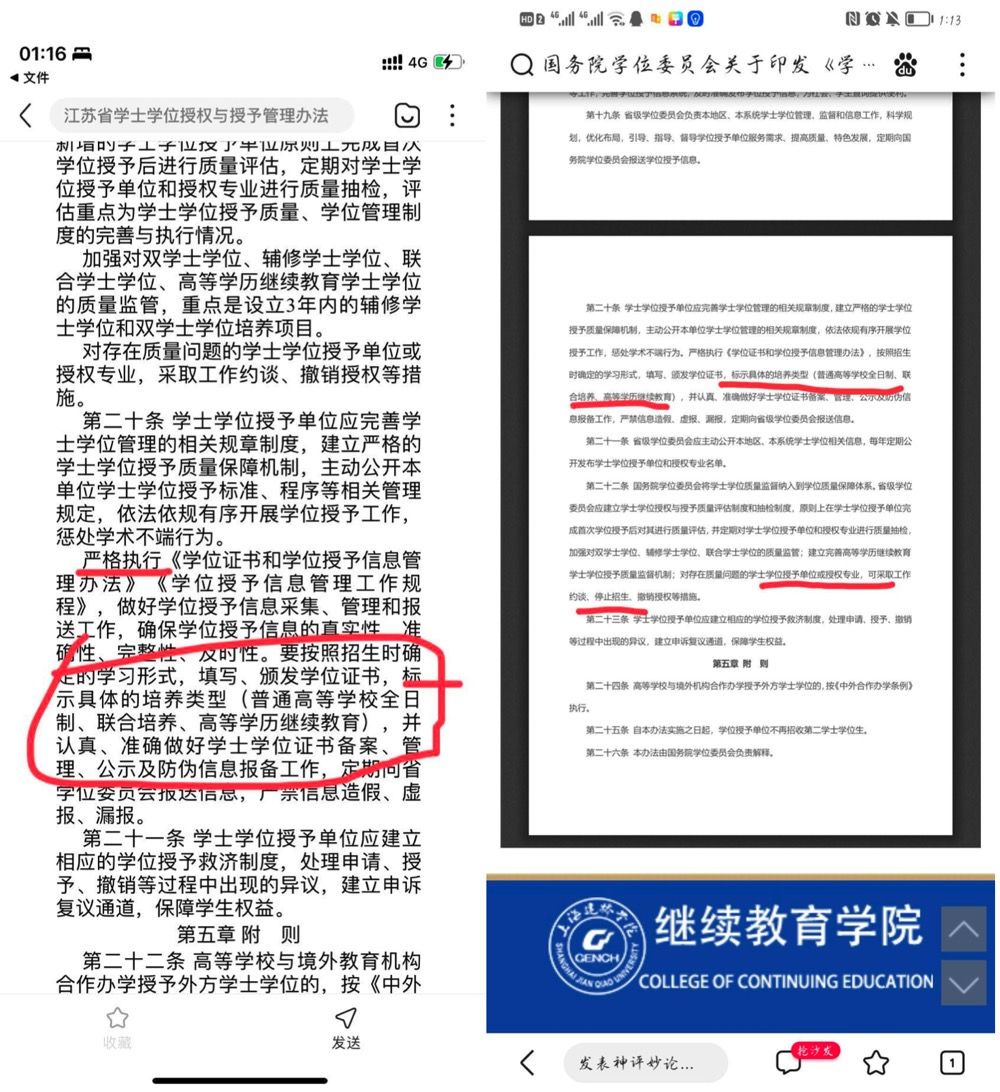 01:16
4G
文件
江苏省学士学位授权与授予管理办法
新增的学士学位授予单位原则上完成首次
学位授予后进行质量评估，定期对学士学
位授予单位和授权专业进行质量抽检，评
估重点为学士学位授予质量、学位管理制
度的完善与执行情况。
加强对双学士学位、辅修学士学位、联
合学士学位、高等学历继续教育学士学位
的质量监管，重点是设立3年内的辅修学
士学位和双学士学位培养项目。
对存在质量问题的学士学位授予单位或
授权专业，采取工作约谈、撤销授权等措
施。
第二十条 学士学位授予单位应完善学
士学位管理的相关规章制度，建立严格的
学士学位授予质量保障机制，主动公开本
单位学士学位授予标准、程序等相关管理
规定，依法依规有序开展学位授予工作，
惩处学术不端行为。
严格执行《学位证书和学位授予信息管
理办法》《学位授予信息管理工作规
程》，做好学位授予信息采集、管理和报
送工作，确保学位授予信息的真实性、准
确性、完整性、及时性。要按照招生时确
定的学习形式，填写、颁发学位证书，标
示具体的培养类型（普通高等学校全日
制、联合培养、高等学历继续教育），并
认真、准确做好学士学位证书备案、管
理、公示及防伪信息报备工作，定期向省
学位委员会报送信息，严禁信息造假、虚
报、漏报。
第二十一条 学士学位授予单位应建立
相应的学位授予救济制度，处理申请、授
予、撤销等过程中出现的异议，建立申诉
复议通道，保障学生权益。
第五章 附 则
第二十二条 高等学校与境外教育机构
合作办学授予外方学士学位的，按《中外
收藏
发送
HD 2 4G 4G 1:13
国务院学位委员会关于印发《学…
du
等工作，完善学位授予信息系统，及时准确发布学位授予信息，为社会、学生查询提供便利。
第十九条 省级学位委员会负责本地区、本系统学士学位管理、监督和信息工作，科学规
划，优化布局，引导、指导、督导学位授予单位服务需求、提高质量、特色发展，定期向国
务院学位委员会报送学位授予信息。
第二十条 学士学位授予单位应完善学士学位管理的相关规章制度，建立严格的学士学位
授予质量保障机制，主动公开本单位学士学位管理的相关规章制度，依法依规有序开展学位
授予工作，惩处学术不端行为。严格执行《学位证书和学位授予信息管理办法》，按照招生
时确定的学习形式，填写、颁发学位证书，标示具体的培养类型（普通高等学校全日制、联
合培养、高等学历继续教育），并认真、准确做好学士学位证书备案、管理、公示及防伪信
息报备工作，严禁信息造假、虚报、漏报，定期向省级学位委员会报送信息。
第二十一条 省级学位委员会应主动公开本地区、本系统学士学位相关信息，每年定期公
开发布学士学位授予单位和授权专业名单。
第二十二条 国务院学位委员会将学士学位质量监督纳入到学位质量保障体系。省级学位
委员会应建立学士学位授权与授予质量评估制度和抽检制度，原则上在学士学位授予单位
完成首次学位授予后对其进行质量评估，并定期对学士学位授予单位和授权专业进行质量抽检，
加强对双学士学位、辅修学士学位、联合学士学位的质量监管；建立完善高等学历继续教育
学士学位授予质量监督机制；对存在质量问题的学士学位授予单位或授权专业，可采取工作
约谈、停止招生、撤销授权等措施。
第二十三条 学士学位授予单位应建立相应的学位授予救济制度，处理申请、授予、撤销
等过程中出现的异议，建立申诉复议通道，保障学生权益。
第五章 附 则
第二十四条 高等学校与境外机构合作办学授予外方学士学位的，按《中外合作办学条例》
执行。
第二十五条 自本办法实施之日起，学位授予单位不再招收第二学士学位生。
第二十六条 本办法由国务院学位委员会负责解释。
上海建桥学院
GENCH
SHANGHAI JIAN QIAO UNIVERSITY
继续教育学院
COLLEGE OF CONTINUING EDUCATION
发表神评妙论...
抢沙发
1